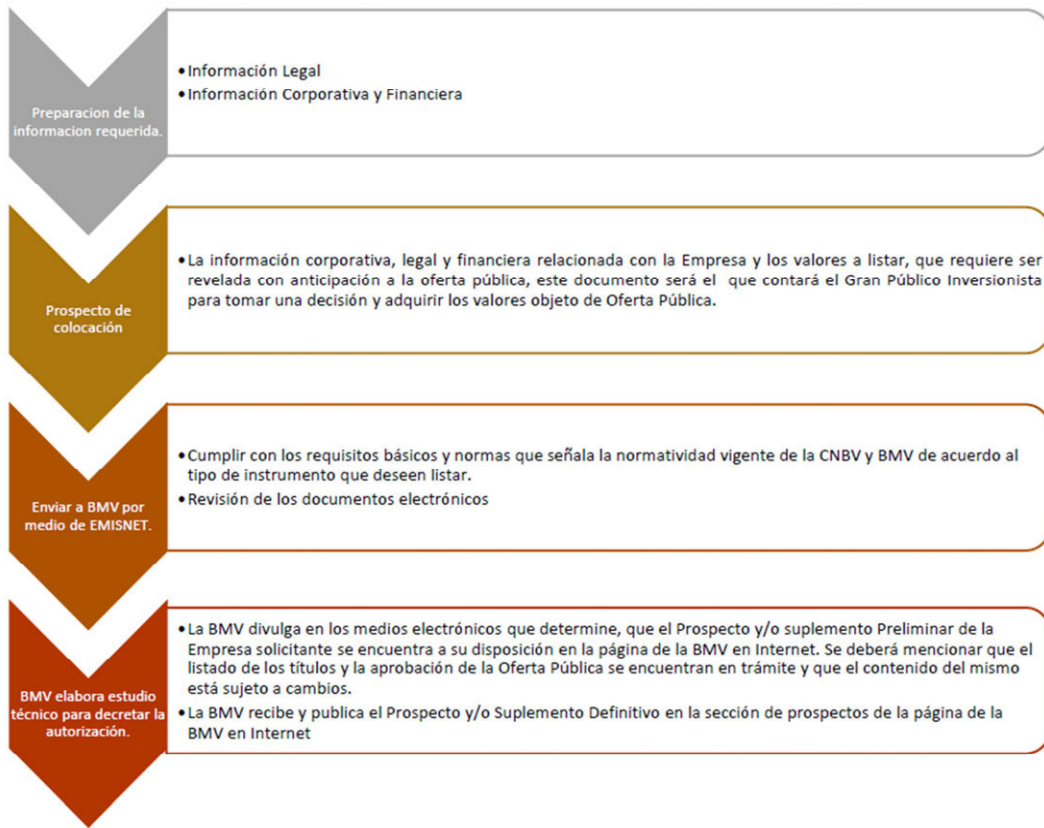 Preparacion de la
informacion requerida.
•Información Legal
•Información Corporativa y Financiera
Prospecto de
colocación
•La información corporativa, legal y financiera relacionada con la Empresa y los valores a listar, que requiere ser
revelada con anticipación a la oferta pública, este documento será el que contará el Gran Público Inversionista
para tomar una decisión y adquirir los valores objeto de Oferta Pública.
Enviar a BMV por
medio de EMISNET.
•Cumplir con los requisitos básicos y normas que señala la normatividad vigente de la CNBV y BMV de acuerdo al
tipo de instrumento que deseen listar.
•Revisión de los documentos electrónicos
BMV elabora estudio
técnico para decretar la
autorización.
•La BMV divulga en los medios electrónicos que determine, que el Prospecto y/o suplemento Preliminar de la
Empresa solicitante se encuentra a su disposición en la página de la BMV en Internet. Se deberá mencionar que el
listado de los títulos y la aprobación de la Oferta Pública se encuentran en trámite y que el contenido del mismo
está sujeto a cambios.
•La BMV recibe y publica el Prospecto y/o Suplemento Definitivo en la sección de prospectos de la página de la
BMV en Internet